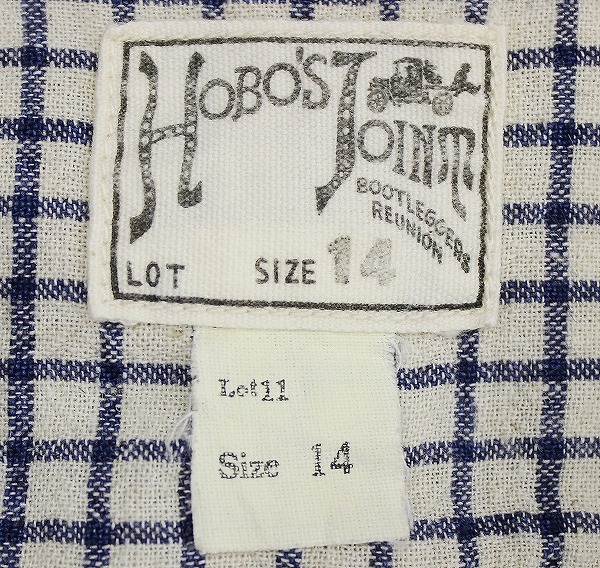 HOBO'S
JOINT
BOOTLEGGERS
REUNION
LOT SIZE 14
Lot11
Size 14